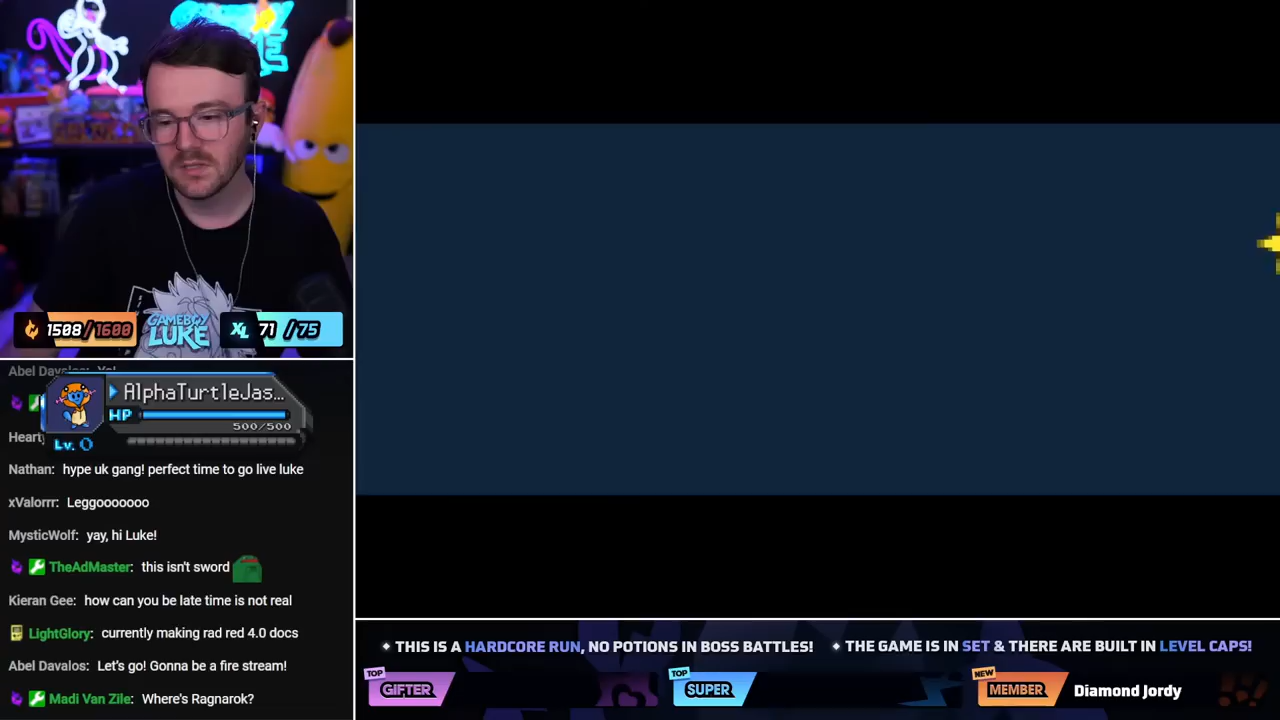 1508/1600
GAMEBOY
LUKE
XL 71 /75
Abel Davalos: Yo!
AlphaTurtleJas...
HP
500/500
Lv. 0
Nathan: hype uk gang! perfect time to go live luke
xValorrr: Leggooooooo
MysticWolf: yay, hi Luke!
TheAdMaster: this isn't sword
Kieran Gee: how can you be late time is not real
LightGlory: currently making rad red 4.0 docs
Abel Davalos: Let's go! Gonna be a fire stream!
Madi Van Zile: Where's Ragnarok?
THIS IS A HARDCORE RUN, NO POTIONS IN BOSS BATTLES!
THE GAME IS IN SET & THERE ARE BUILT IN LEVEL CAPS!
TOP
GIFTER
TOP
SUPER
NEW
MEMBER
Diamond Jordy